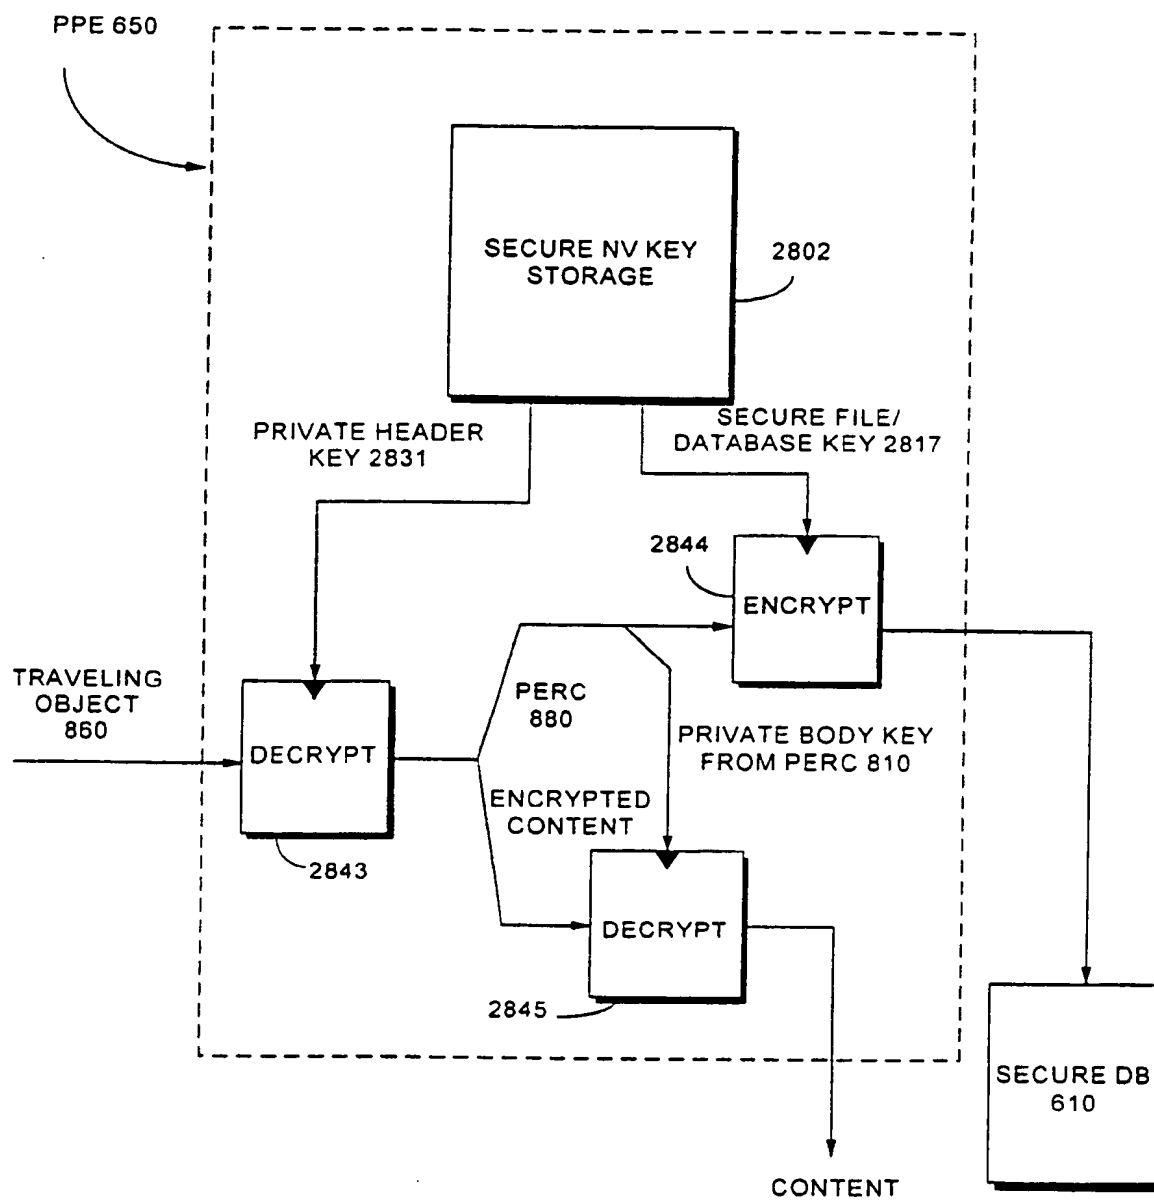 PPE 650
SECURE NV KEY
STORAGE
2802
PRIVATE HEADER
KEY 2831
SECURE FILE/
DATABASE KEY 2817
2844
ENCRYPT
TRAVELING
OBJECT
860
DECRYPT
PERC
880
PRIVATE BODY KEY
FROM PERC 810
ENCRYPTED
CONTENT
2843
DECRYPT
2845
SECURE DB
610
CONTENT